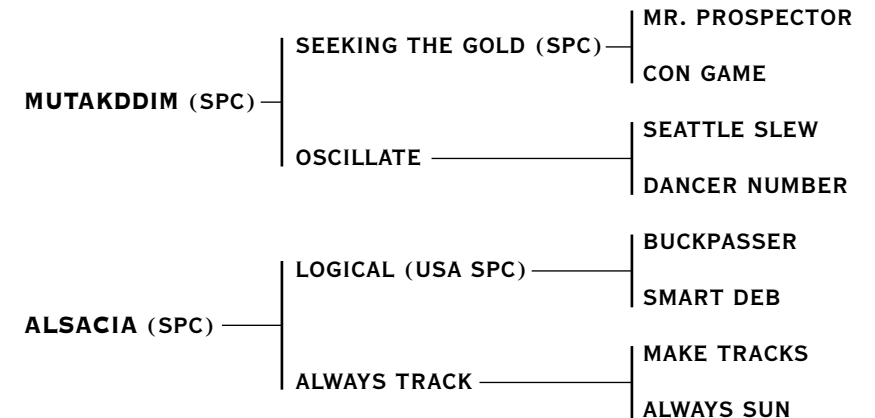 MR. PROSPECTOR
SEEKING THE GOLD (SPC)
CON GAME
MUTAKDDIM (SPC)
SEATTLE SLEW
OSCILLATE
DANCER NUMBER
BUCKPASSER
LOGICAL (USA SPC)
SMART DEB
ALSACIA (SPC)
MAKE TRACKS
ALWAYS TRACK
ALWAYS SUN